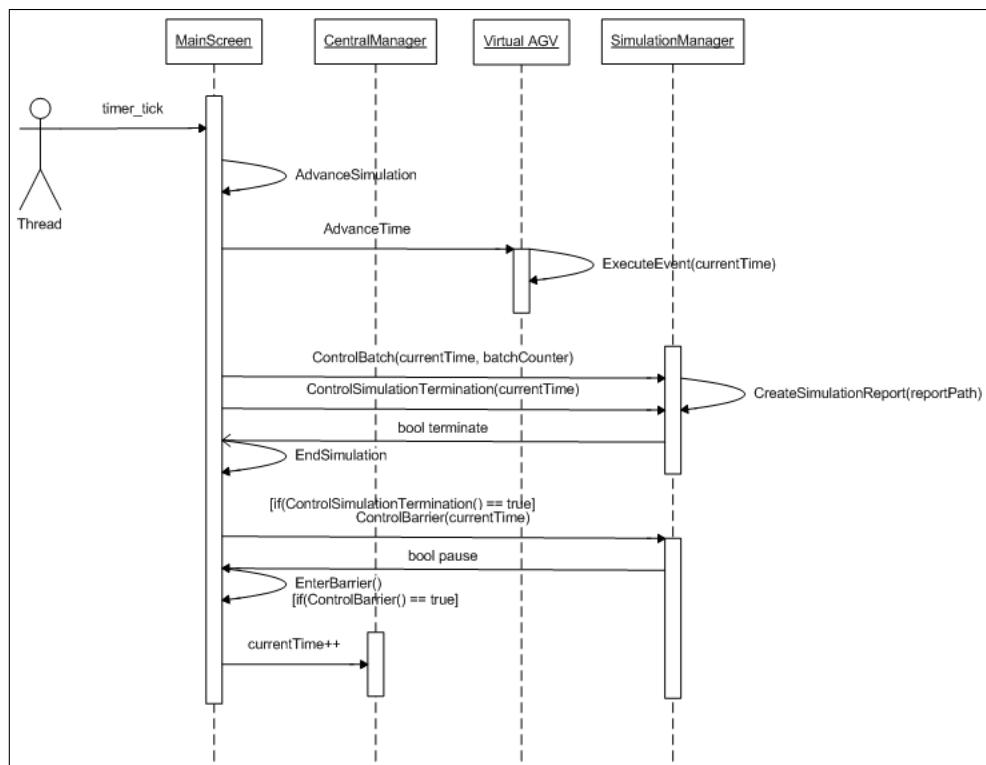 MainScreen
CentralManager
Virtual AGV
SimulationManager
timer_tick
Thread
AdvanceSimulation
AdvanceTime
ExecuteEvent(currentTime)
ControlBatch(currentTime, batchCounter)
ControlSimulationTermination(currentTime)
CreateSimulationReport(reportPath)
bool terminate
EndSimulation
[if(ControlSimulationTermination() == true]
ControlBarrier(currentTime)
bool pause
EnterBarrier()
[if(ControlBarrier() == true]
currentTime++